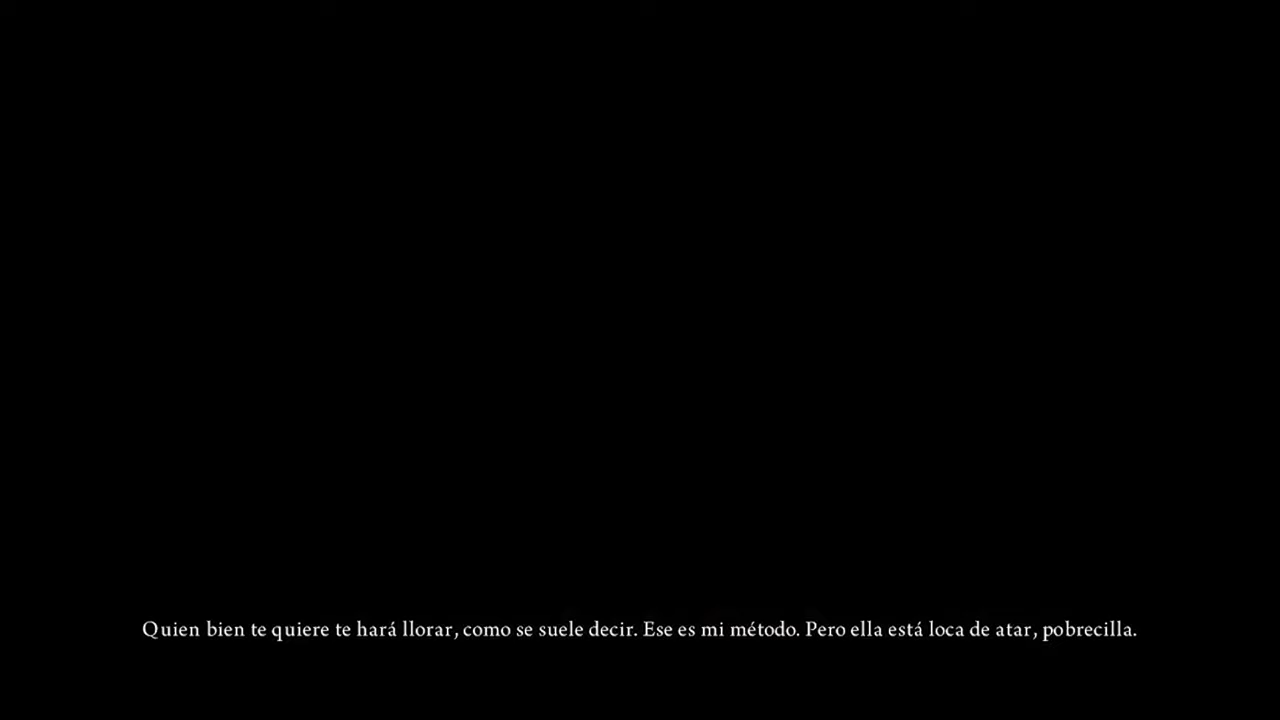 Quien bien te quiere te hará llorar, como se suele decir. Ese es mi método. Pero ella está loca de atar, pobrecilla.